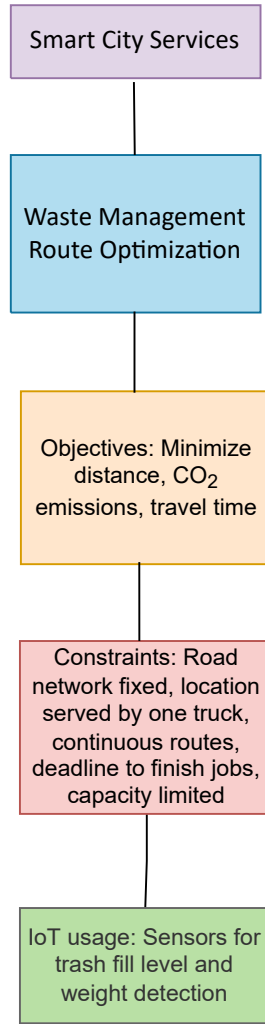 Smart City Services
Waste Management
Route Optimization
Objectives: Minimize
distance, CO₂
emissions, travel time
Constraints: Road
network fixed, location
served by one truck,
continuous routes,
deadline to finish jobs,
capacity limited
IoT usage: Sensors for
trash fill level and
weight detection